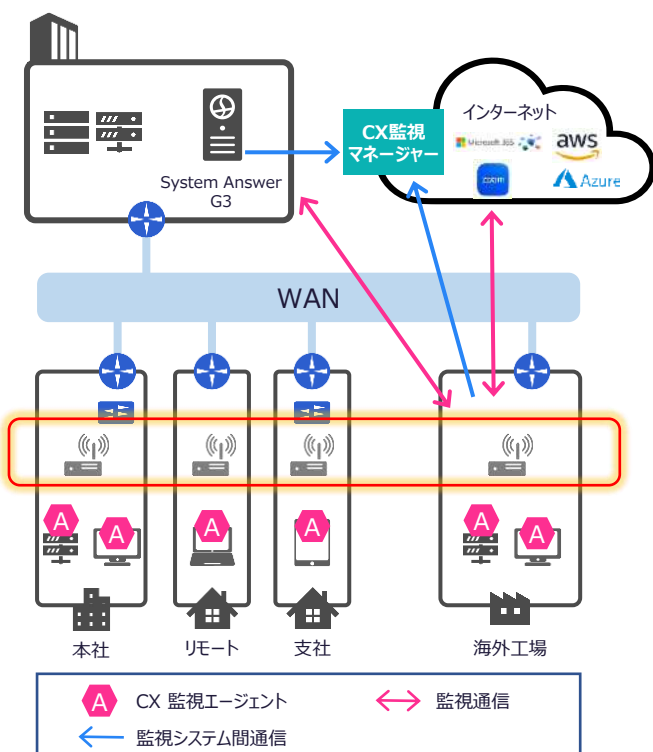 インターネット
CX監視
マネージャー
Microsoft 365
aws
zoom
Azure
System Answer
G3
WAN
A
A
A
A
A
A
本社
リモート
支社
海外工場
A
CX 監視エージェント
監視通信
監視システム間通信